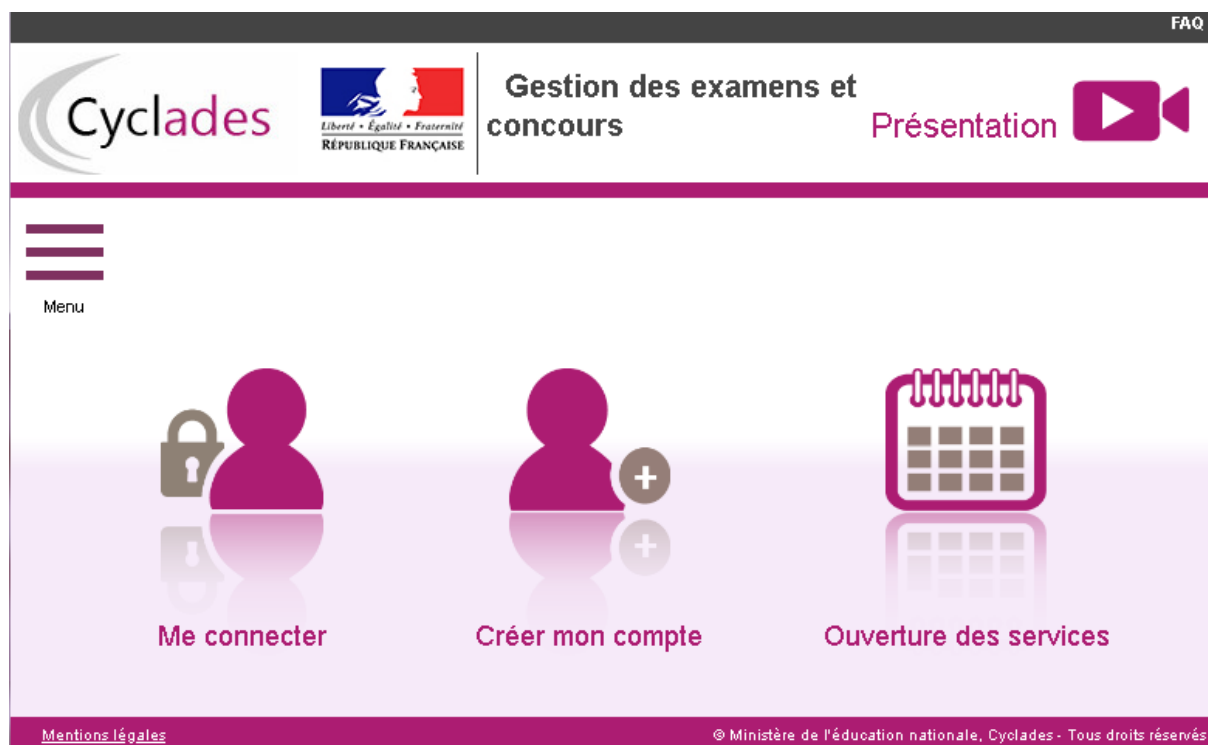 FAQ
Cyclades
Liberté • Égalité • Fraternité
RÉPUBLIQUE FRANÇAISE
Gestion des examens et
concours
Présentation
Menu
Me connecter
Créer mon compte
Ouverture des services
Mentions légales
© Ministère de l'éducation nationale, Cyclades - Tous droits réservés